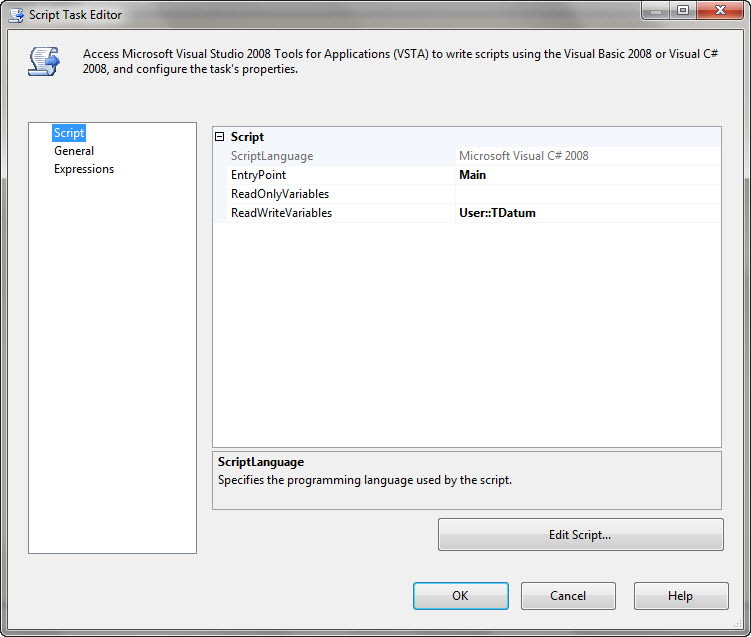 Script Task Editor
Access Microsoft Visual Studio 2008 Tools for Applications (VSTA) to write scripts using the Visual Basic 2008 or Visual C#
2008, and configure the task's properties.
Script
General
Expressions
Script
ScriptLanguage Microsoft Visual C# 2008
EntryPoint Main
ReadOnlyVariables
ReadWriteVariables User::TDatum
ScriptLanguage
Specifies the programming language used by the script.
Edit Script...
OK Cancel Help